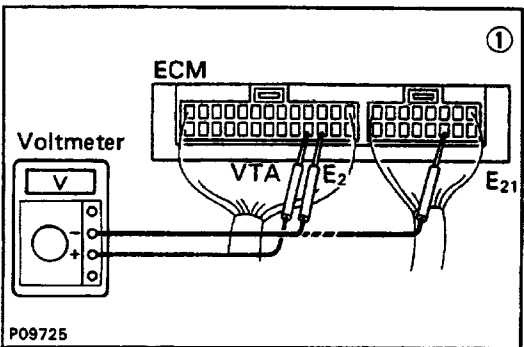 ①
ECM
Voltmeter
V
VTA E2 E21
−
+
P09725